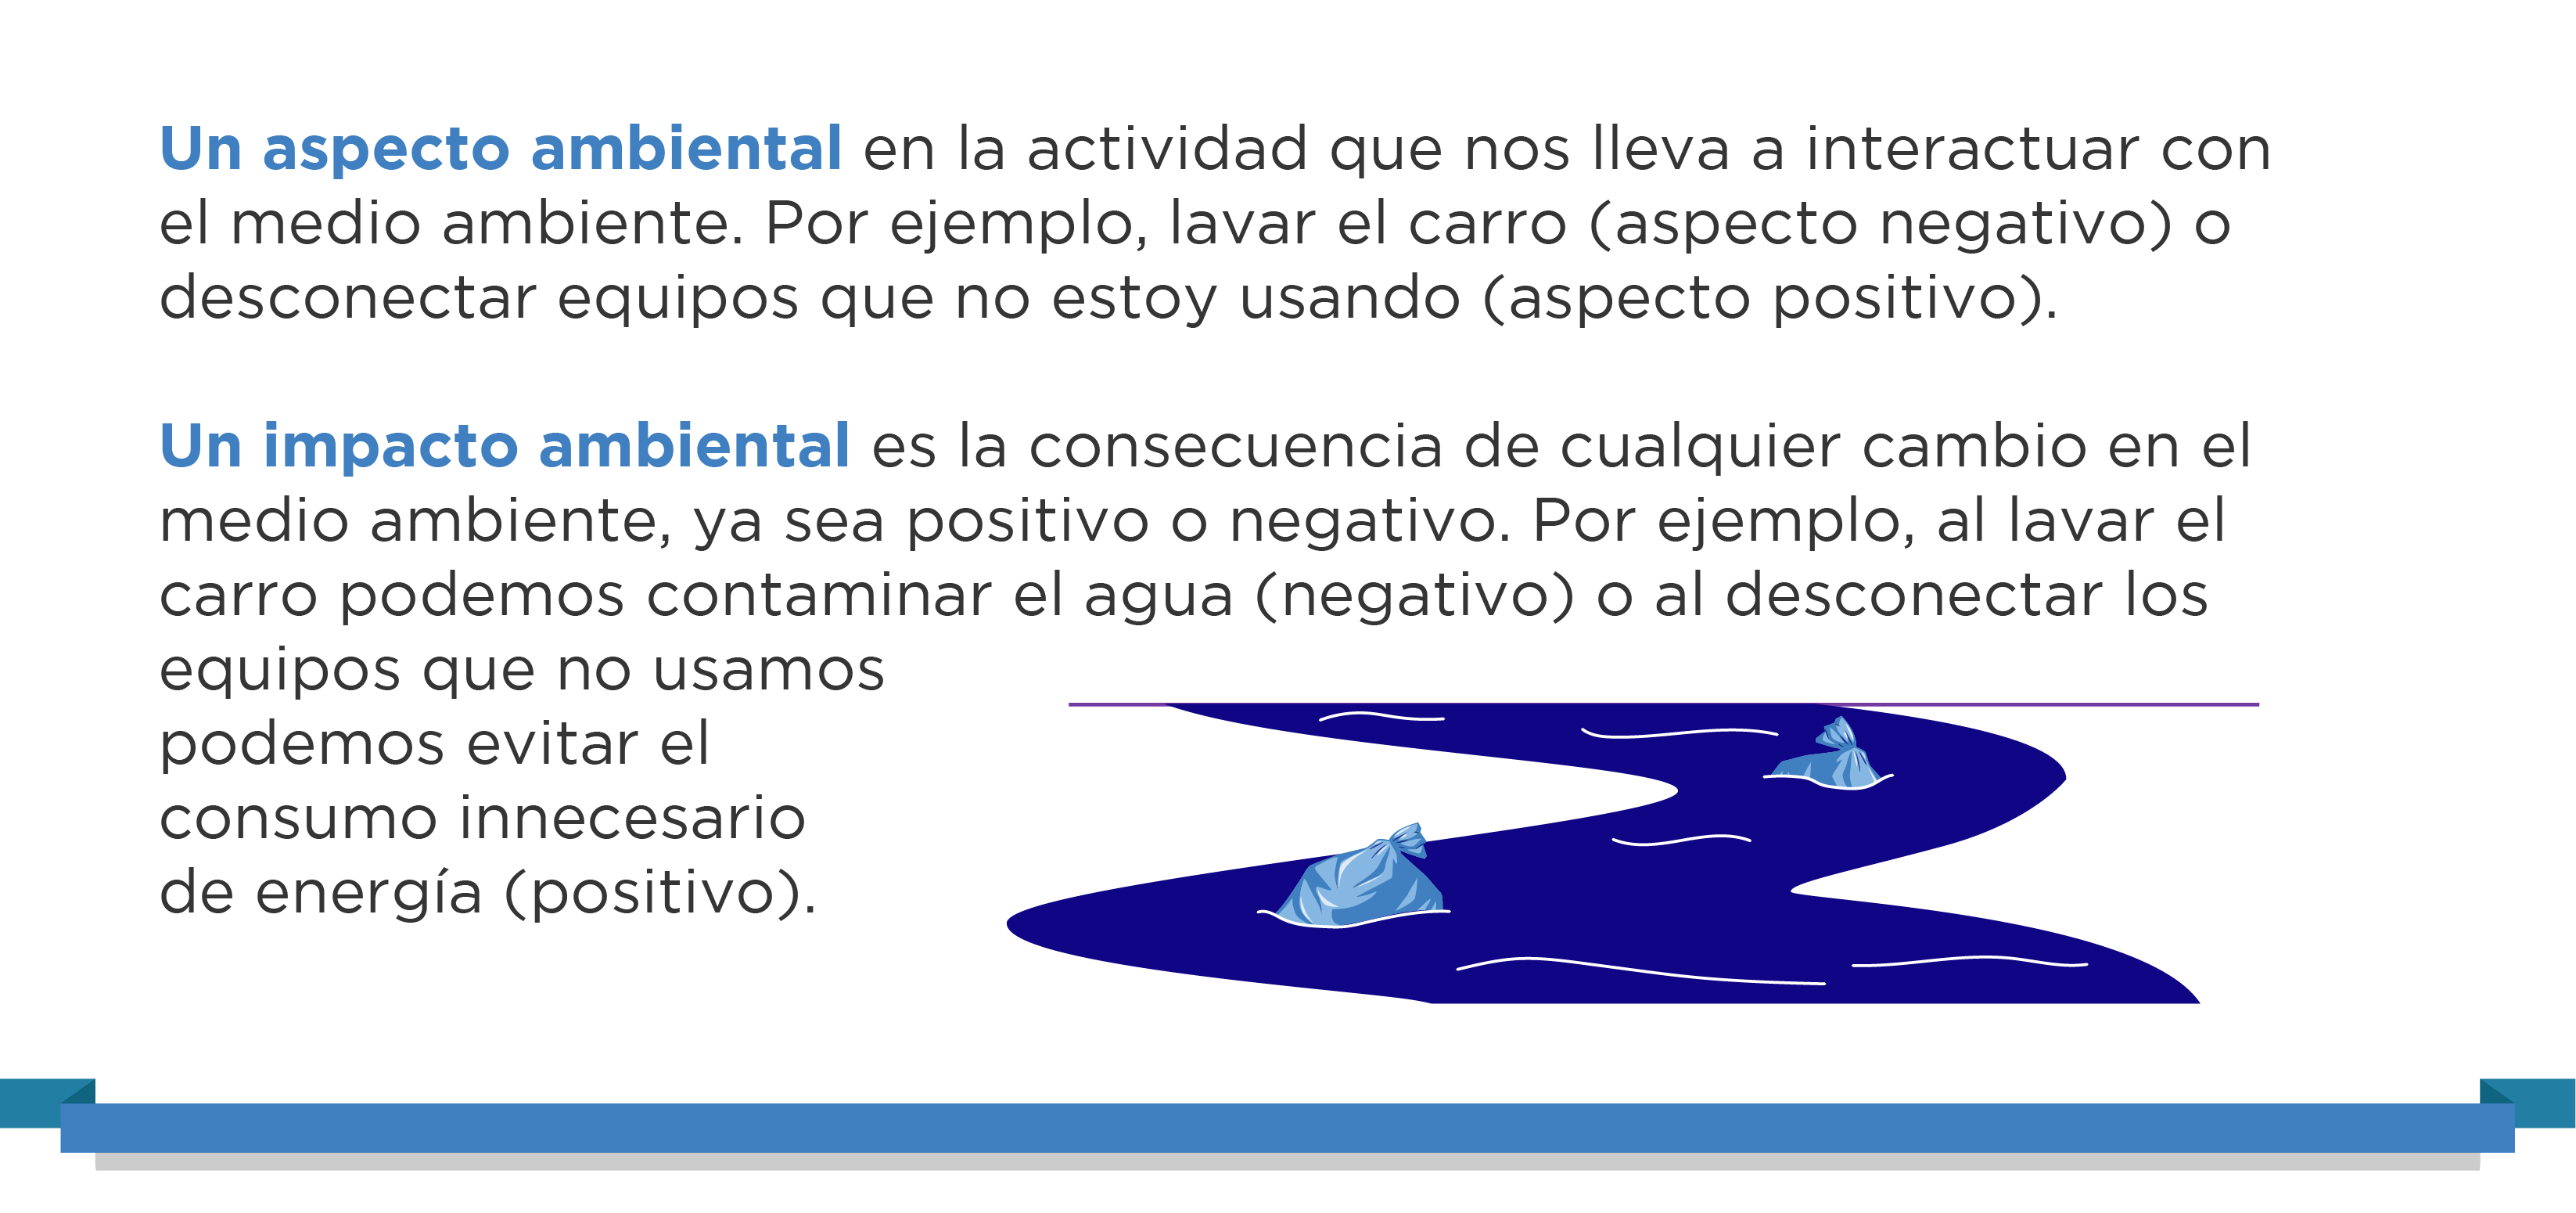 Un aspecto ambiental en la actividad que nos lleva a interactuar con
el medio ambiente. Por ejemplo, lavar el carro (aspecto negativo) o
desconectar equipos que no estoy usando (aspecto positivo).
Un impacto ambiental es la consecuencia de cualquier cambio en el
medio ambiente, ya sea positivo o negativo. Por ejemplo, al lavar el
carro podemos contaminar el agua (negativo) o al desconectar los
equipos que no usamos
podemos evitar el
consumo innecesario
de energía (positivo).